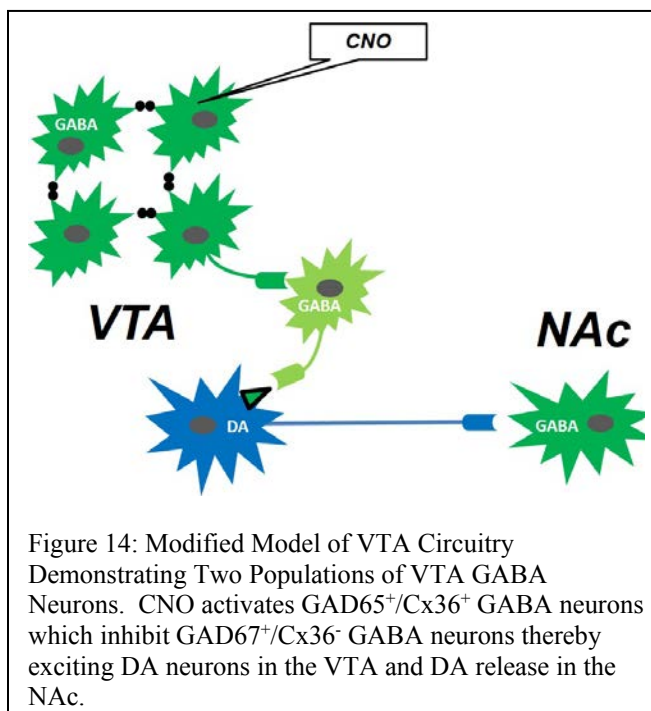 CNO
GABA
GABA
VTA
NAc
DA
GABA
Figure 14: Modified Model of VTA Circuitry
Demonstrating Two Populations of VTA GABA
Neurons. CNO activates GAD65⁺/Cx36⁺ GABA neurons
which inhibit GAD67⁺/Cx36⁻ GABA neurons thereby
exciting DA neurons in the VTA and DA release in the
NAc.